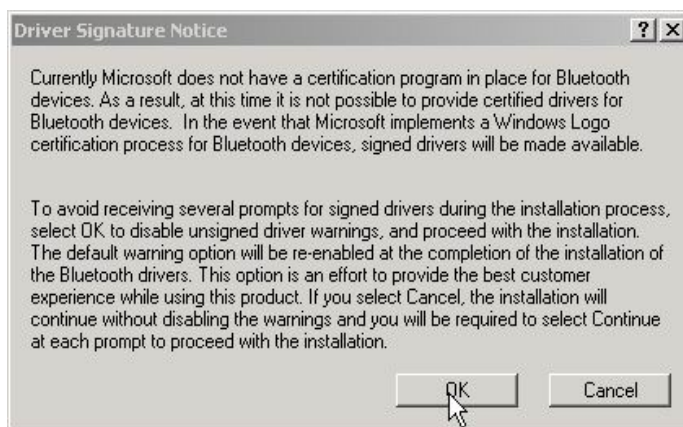 Driver Signature Notice
Currently Microsoft does not have a certification program in place for Bluetooth
devices. As a result, at this time it is not possible to provide certified drivers for
Bluetooth devices.  In the event that Microsoft implements a Windows Logo
certification process for Bluetooth devices, signed drivers will be made available.
To avoid receiving several prompts for signed drivers during the installation process,
select OK to disable unsigned driver warnings, and proceed with the installation.
The default warning option will be re-enabled at the completion of the installation of
the Bluetooth drivers. This option is an effort to provide the best customer
experience while using this product. If you select Cancel, the installation will
continue without disabling the warnings and you will be required to select Continue
at each prompt to proceed with the installation.
OK Cancel